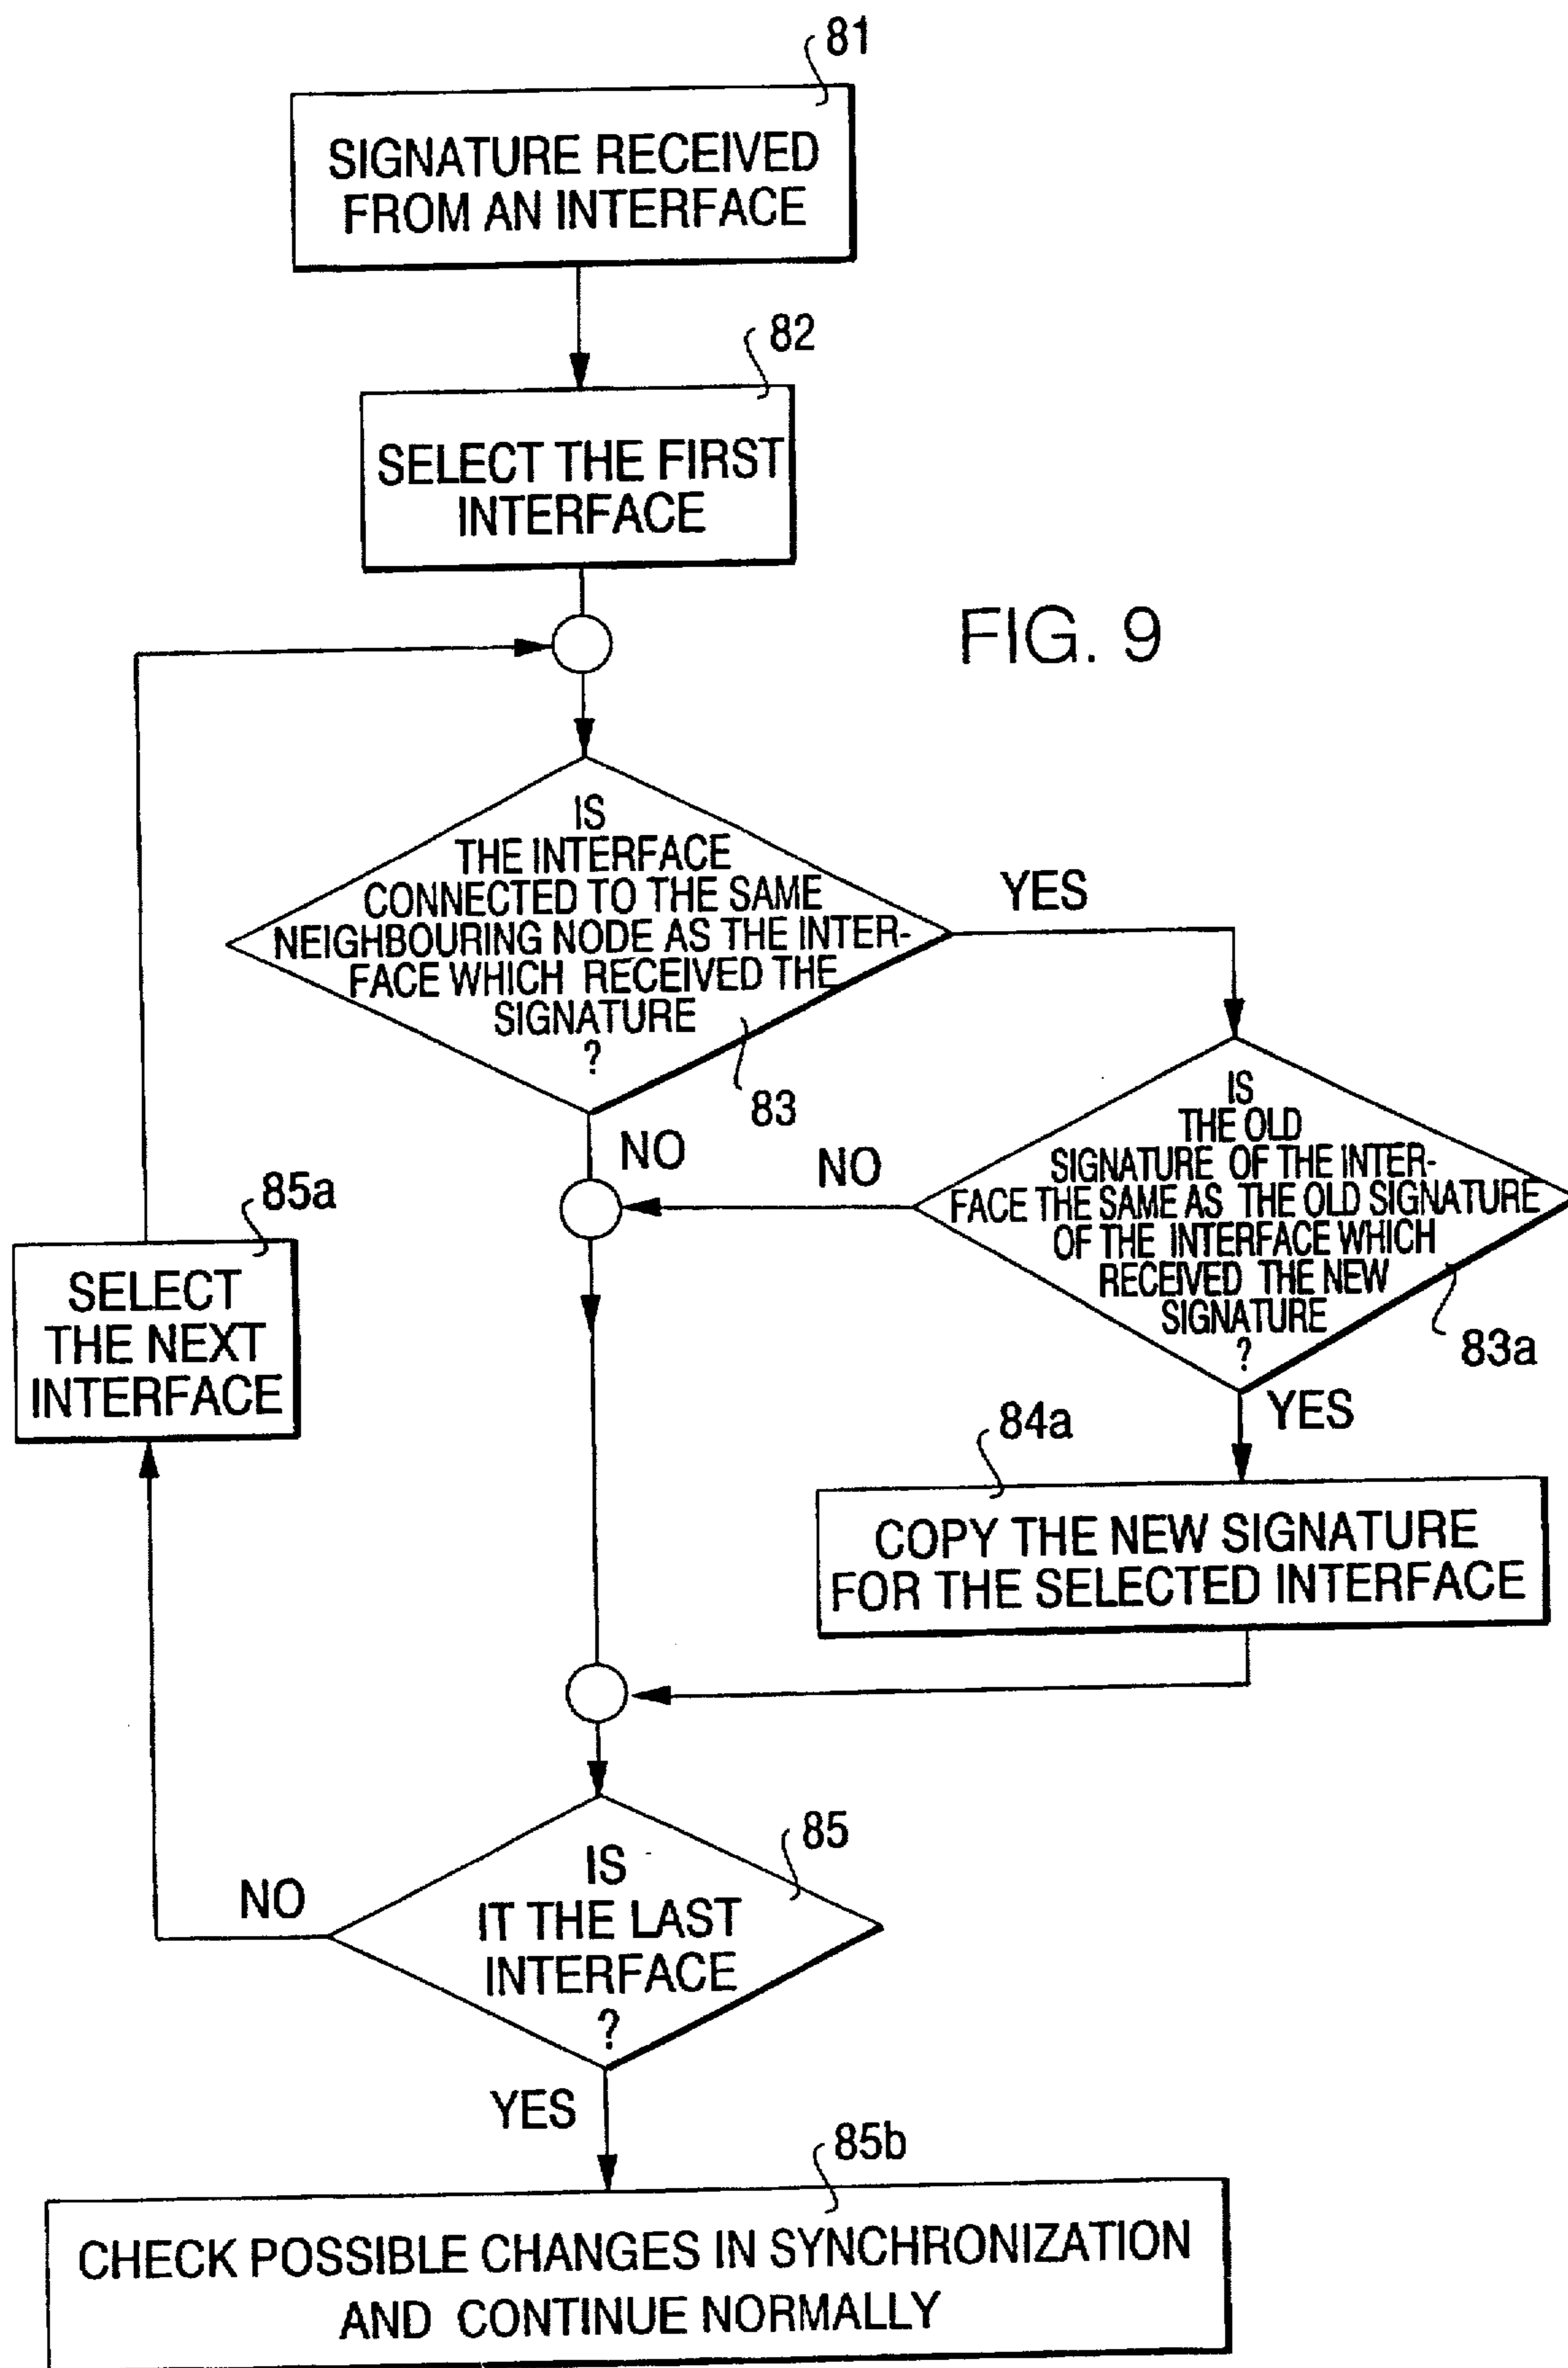 81
SIGNATURE RECEIVED
FROM AN INTERFACE
82
SELECT THE FIRST
INTERFACE
FIG. 9
IS
THE INTERFACE
CONNECTED TO THE SAME
NEIGHBOURING NODE AS THE INTER-
FACE WHICH RECEIVED THE
SIGNATURE
?
YES
83
NO
IS
THE OLD
SIGNATURE OF THE INTER-
FACE THE SAME AS THE OLD SIGNATURE
OF THE INTERFACE WHICH
RECEIVED THE NEW
SIGNATURE
?
NO
83a
YES
85a
SELECT
THE NEXT
INTERFACE
84a
COPY THE NEW SIGNATURE
FOR THE SELECTED INTERFACE
85
IS
IT THE LAST
INTERFACE
?
NO
YES
85b
CHECK POSSIBLE CHANGES IN SYNCHRONIZATION
AND CONTINUE NORMALLY